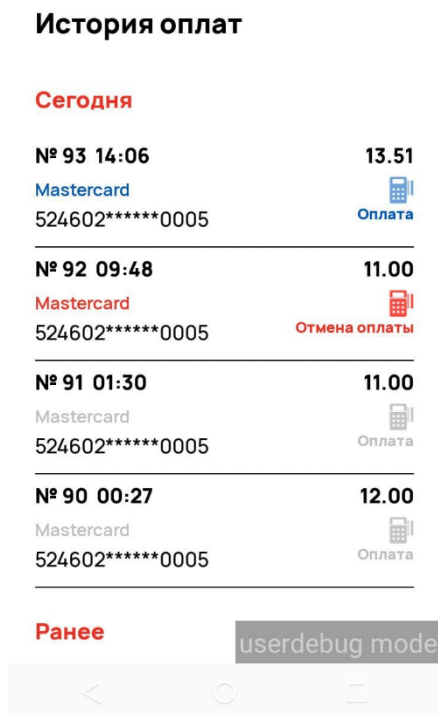 История оплат
Сегодня
№ 93 14:06 13.51
Mastercard
524602******0005 Оплата
№ 92 09:48 11.00
Mastercard
524602******0005 Отмена оплаты
№ 91 01:30 11.00
Mastercard
524602******0005 Оплата
№ 90 00:27 12.00
Mastercard
524602******0005 Оплата
Ранее
userdebug mode